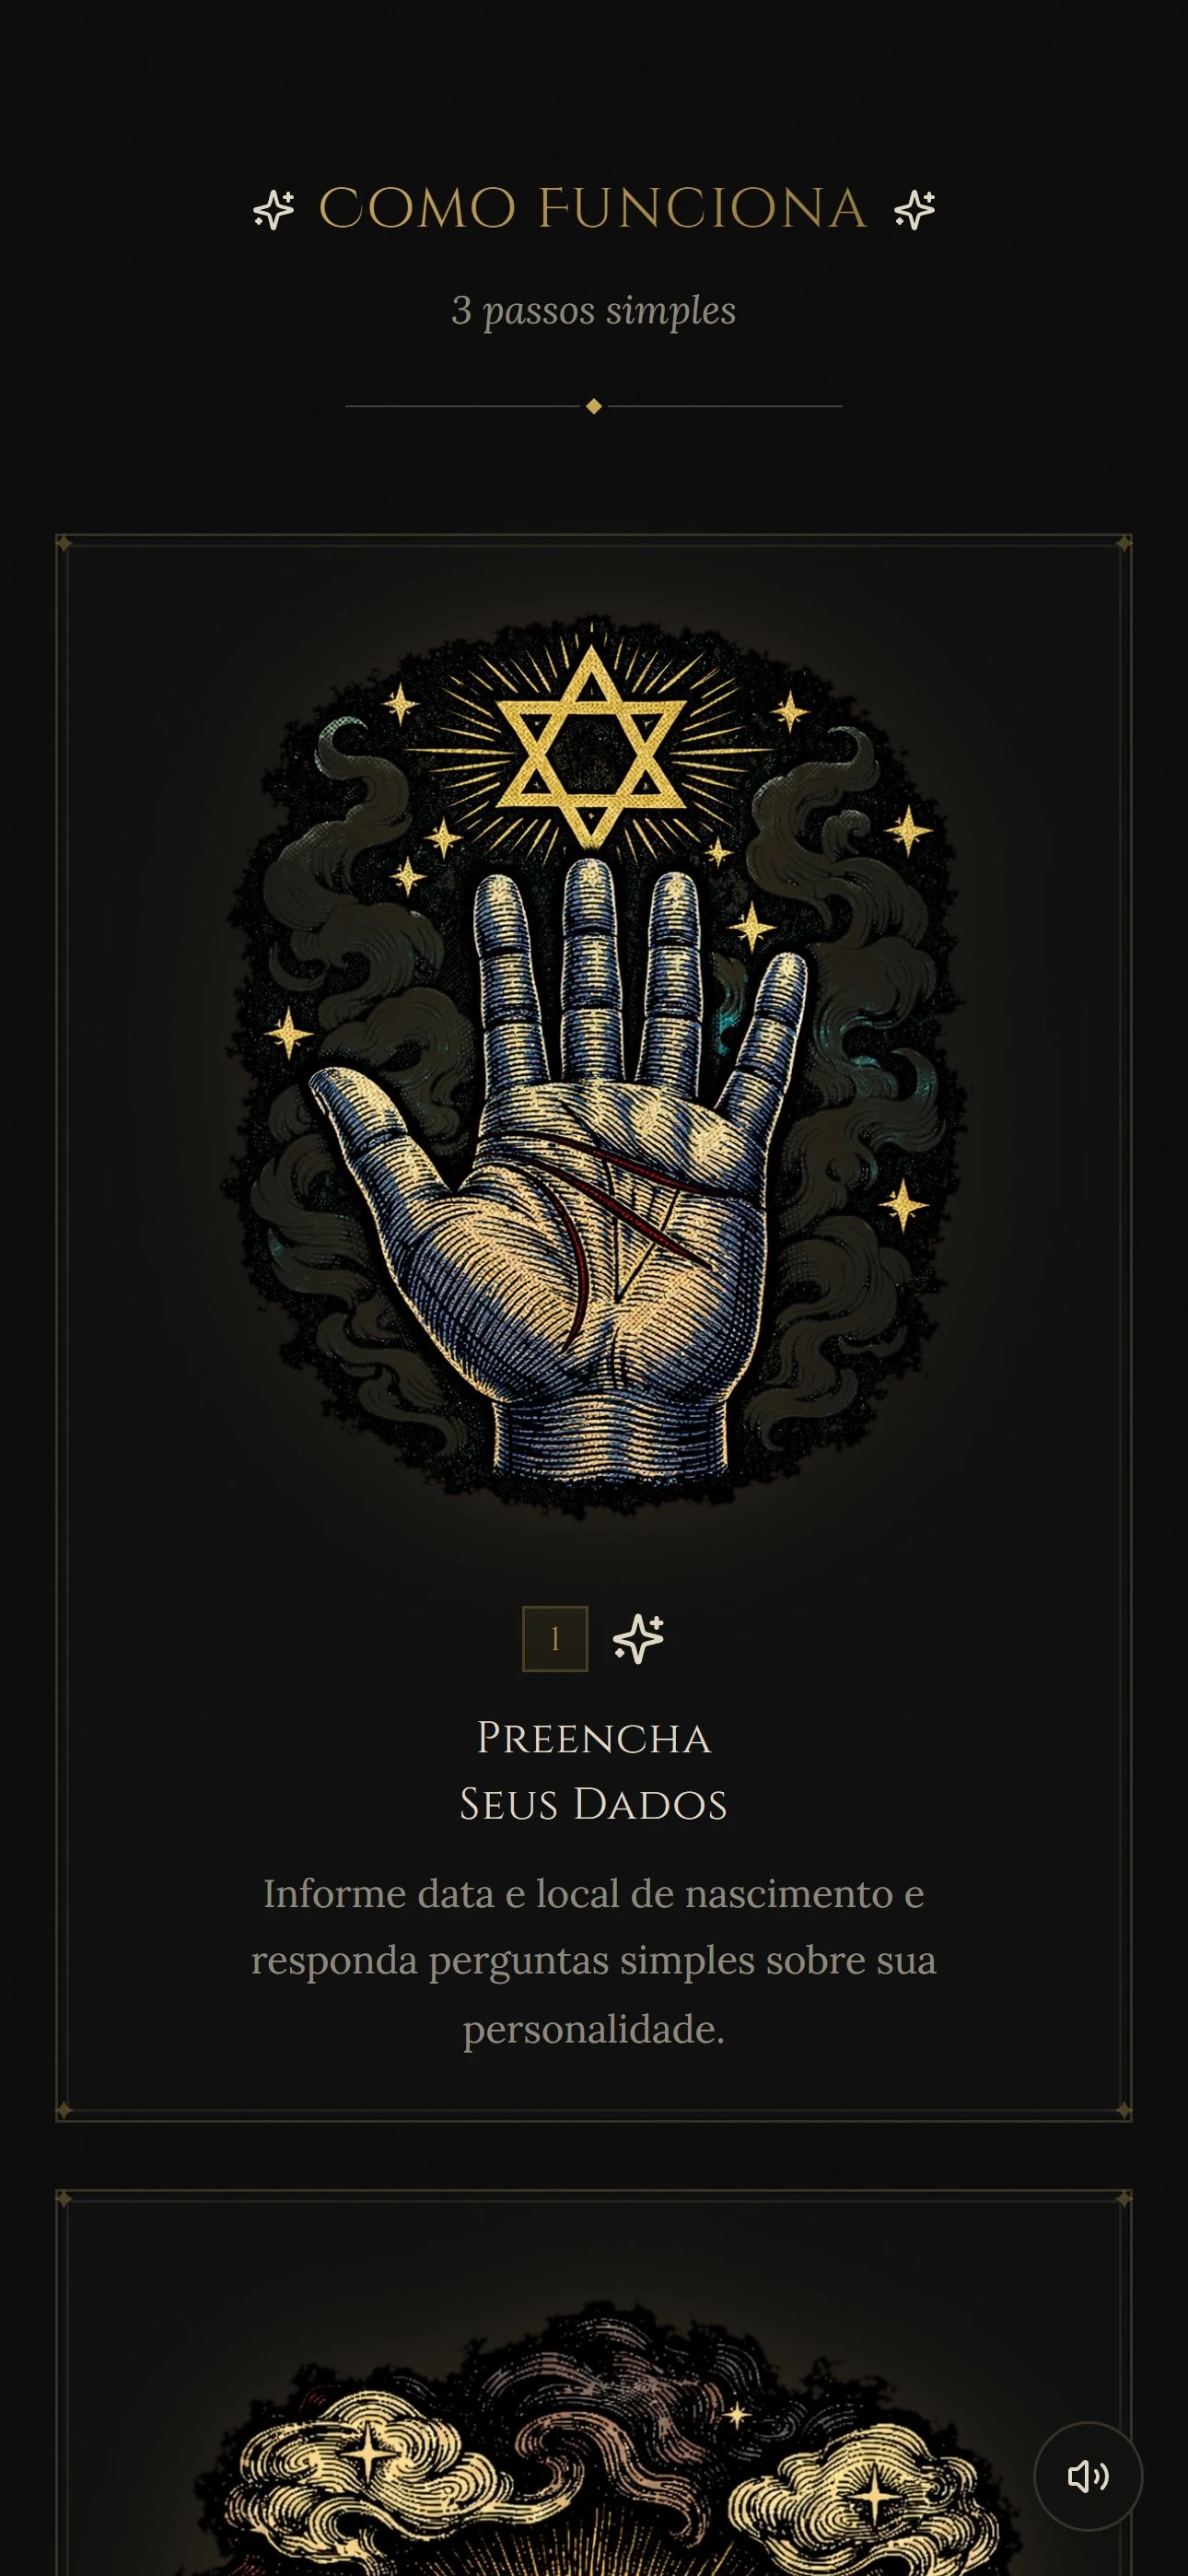 Como Funciona
3 passos simples
1
Preencha
Seus Dados
Informe data e local de nascimento e
responda perguntas simples sobre sua
personalidade.